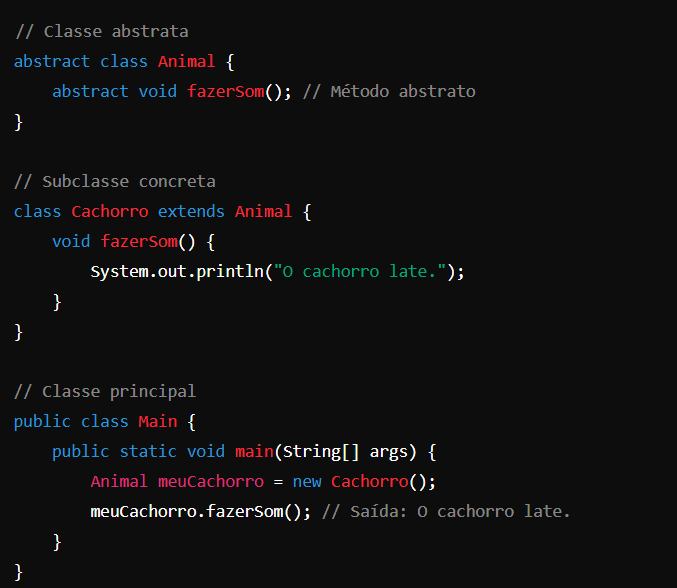 // Classe abstrata
abstract class Animal {
    abstract void fazerSom(); // Método abstrato
}

// Subclasse concreta
class Cachorro extends Animal {
    void fazerSom() {
        System.out.println("O cachorro late.");
    }
}

// Classe principal
public class Main {
    public static void main(String[] args) {
        Animal meuCachorro = new Cachorro();
        meuCachorro.fazerSom(); // Saída: O cachorro late.
    }
}